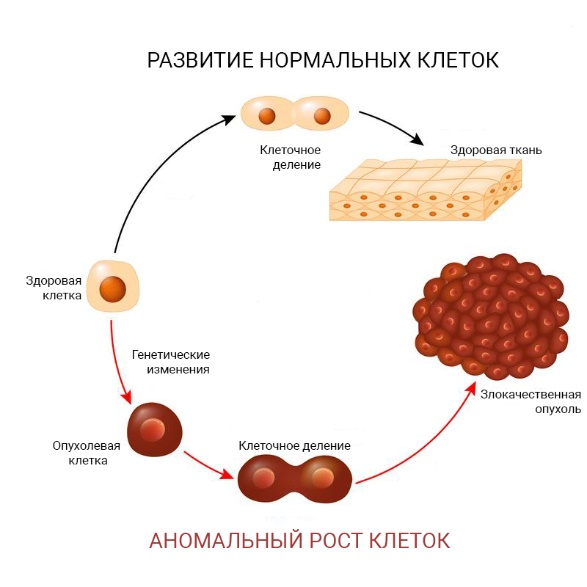 РАЗВИТИЕ НОРМАЛЬНЫХ КЛЕТОК
Клеточное
деление
Здоровая ткань
Здоровая
клетка
Генетические
изменения
Опухолевая
клетка
Клеточное деление
Злокачественная
опухоль
АНОМАЛЬНЫЙ РОСТ КЛЕТОК